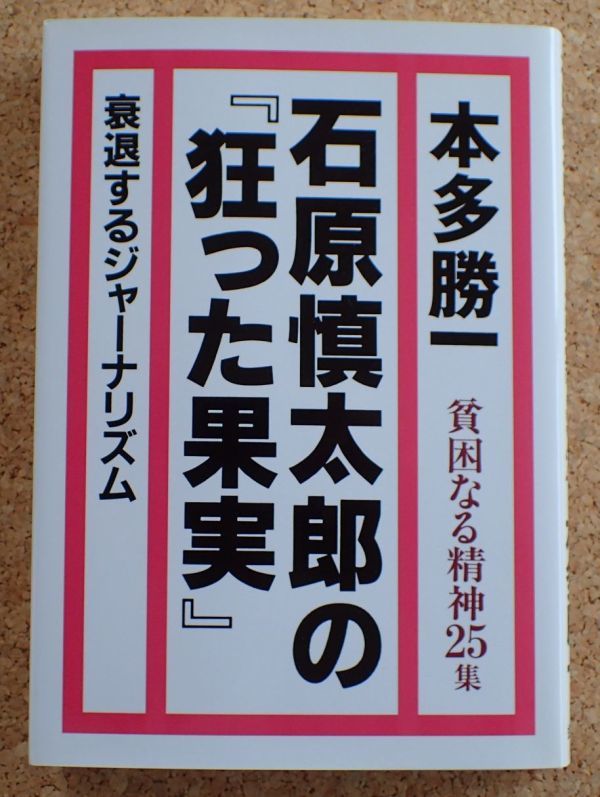 本多勝一
貧困なる精神25集
石原慎太郎の
『狂った果実』
衰退するジャーナリズム